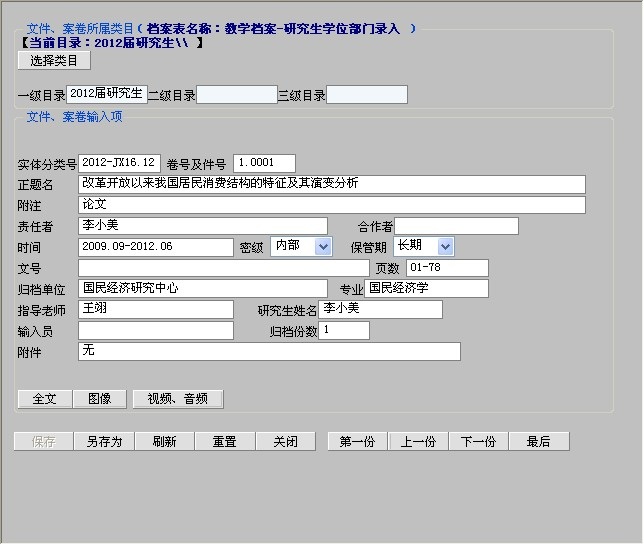 文件、案卷所属类目(档案表名称:教学档案-研究生学位部门录入 )
【当前目录:2012届研究生\\ 】
选择类目
一级目录 2012届研究生 二级目录 三级目录
文件、案卷输入项
实体分类号 2012-JX16.12 卷号及件号 1.0001
正题名 改革开放以来我国居民消费结构的特征及其演变分析
附注 论文
责任者 李小美 合作者
时间 2009.09-2012.06 密级 内部 保管期 长期
文号 页数 01-78
归档单位 国民经济研究中心 专业 国民经济学
指导老师 王翊 研究生姓名 李小美
输入员 归档份数 1
附件 无
全文 图像 视频、音频
保存 另存为 刷新 重置 关闭 第一份 上一份 下一份 最后